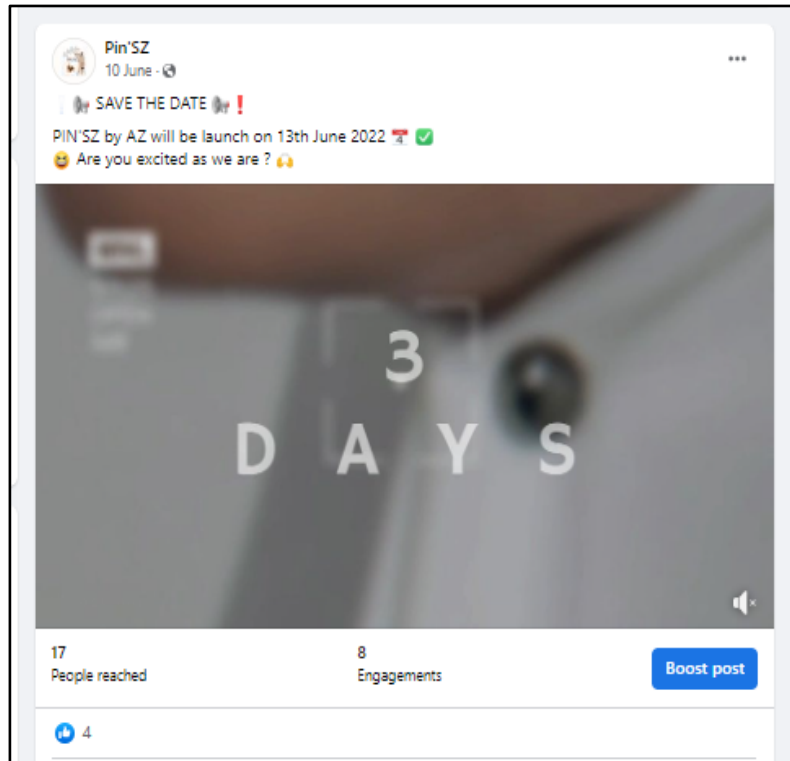 Pin'SZ
10 June
SAVE THE DATE ❗
PIN'SZ by AZ will be launch on 13th June 2022 📅 ✅
😆 Are you excited as we are ? 🙌
3
DAYS
17
People reached
8
Engagements
Boost post
4